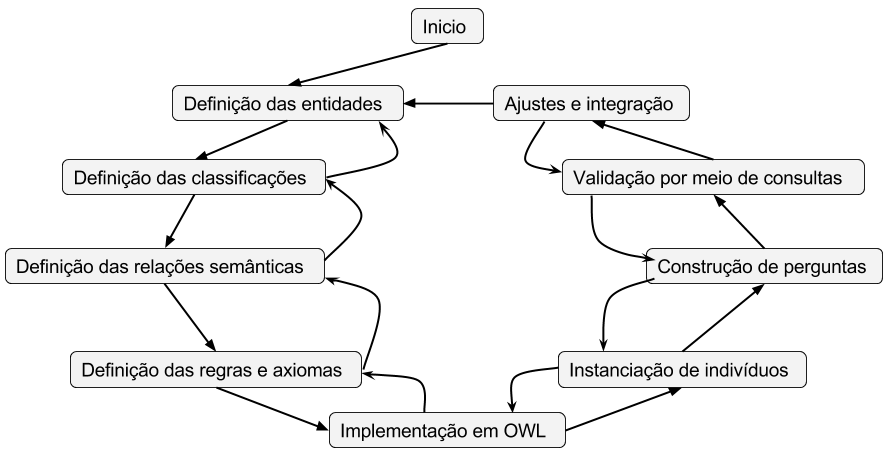 Inicio
Definição das entidades
Ajustes e integração
Definição das classificações
Validação por meio de consultas
Definição das relações semânticas
Construção de perguntas
Definição das regras e axiomas
Instanciação de indivíduos
Implementação em OWL